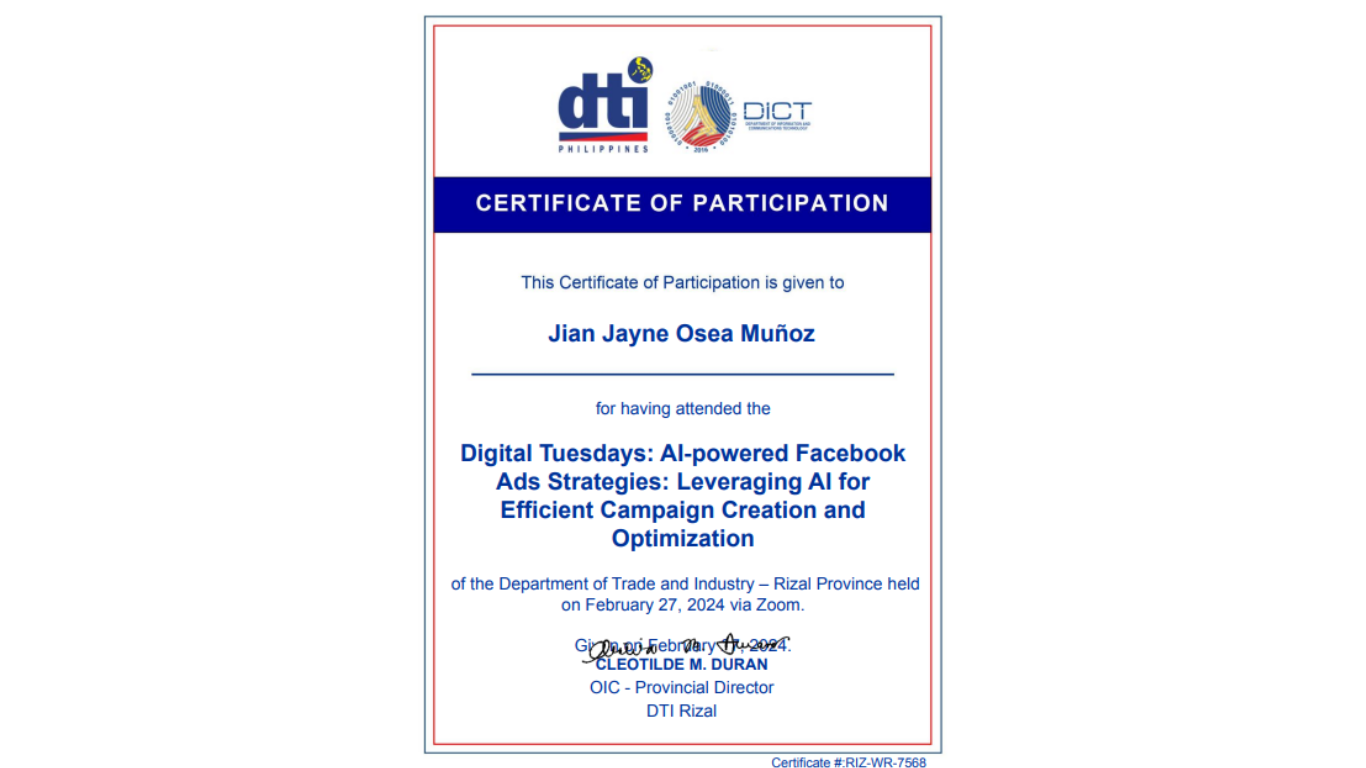 dti
PHILIPPINES
DICT
DEPARTMENT OF INFORMATION AND
COMMUNICATIONS TECHNOLOGY
2016
CERTIFICATE OF PARTICIPATION
This Certificate of Participation is given to
Jian Jayne Osea Muñoz
for having attended the
Digital Tuesdays: AI-powered Facebook
Ads Strategies: Leveraging AI for
Efficient Campaign Creation and
Optimization
of the Department of Trade and Industry – Rizal Province held
on February 27, 2024 via Zoom.
Given on February 27, 2024.
CLEOTILDE M. DURAN
OIC - Provincial Director
DTI Rizal
Certificate #:RIZ-WR-7568